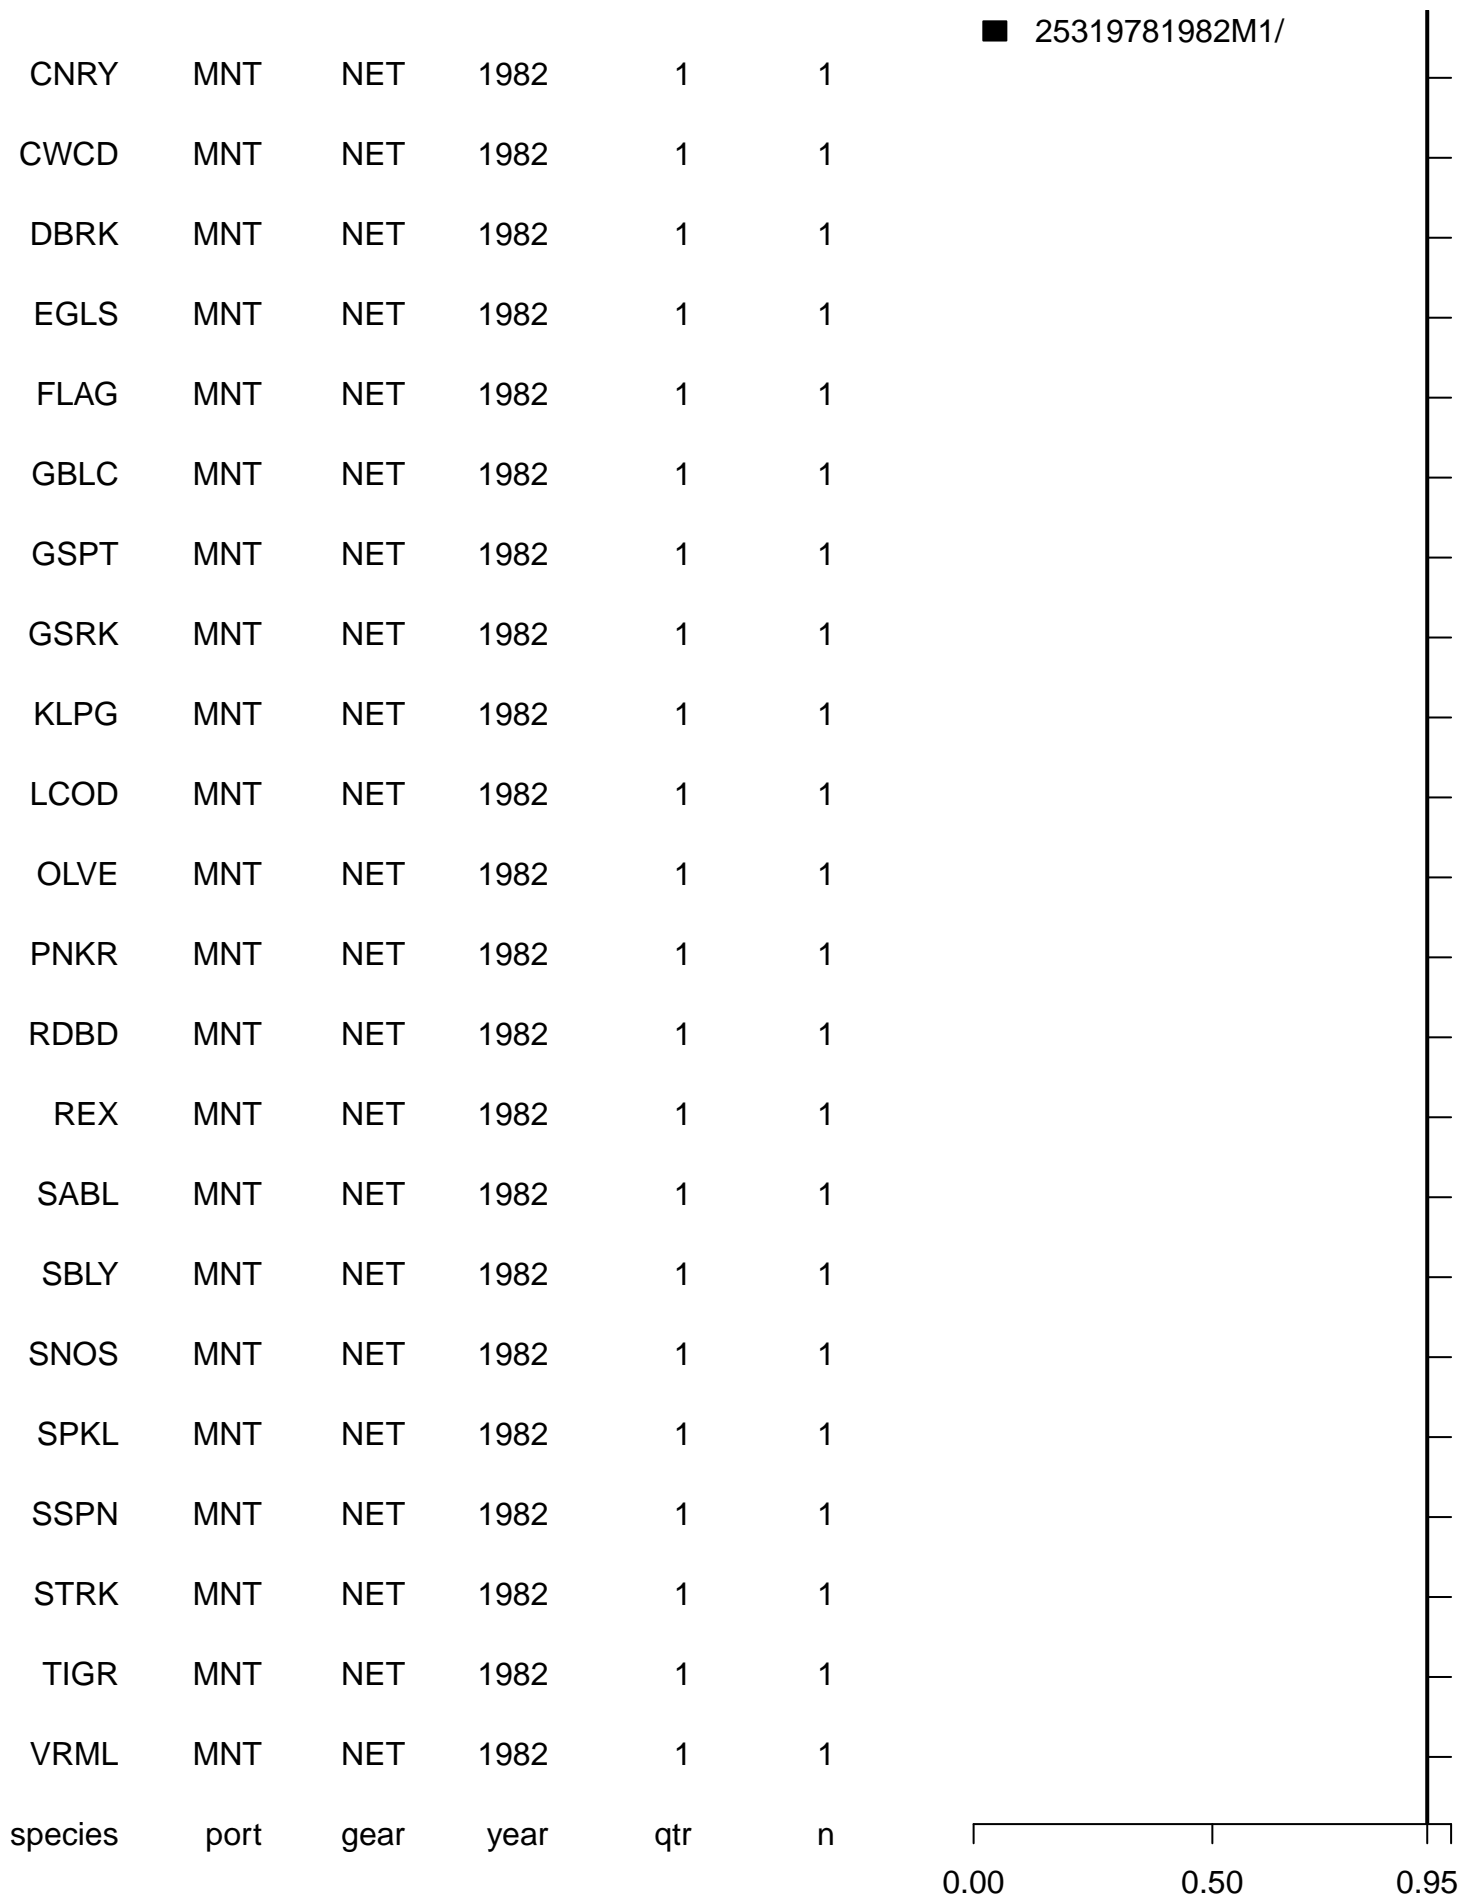 25319781982M1/
CNRY MNT NET 1982 1 1
CWCD MNT NET 1982 1 1
DBRK MNT NET 1982 1 1
EGLS MNT NET 1982 1 1
FLAG MNT NET 1982 1 1
GBLC MNT NET 1982 1 1
GSPT MNT NET 1982 1 1
GSRK MNT NET 1982 1 1
KLPG MNT NET 1982 1 1
LCOD MNT NET 1982 1 1
OLVE MNT NET 1982 1 1
PNKR MNT NET 1982 1 1
RDBD MNT NET 1982 1 1
REX MNT NET 1982 1 1
SABL MNT NET 1982 1 1
SBLY MNT NET 1982 1 1
SNOS MNT NET 1982 1 1
SPKL MNT NET 1982 1 1
SSPN MNT NET 1982 1 1
STRK MNT NET 1982 1 1
TIGR MNT NET 1982 1 1
VRML MNT NET 1982 1 1
species port gear year qtr n
0.00 0.50 0.95